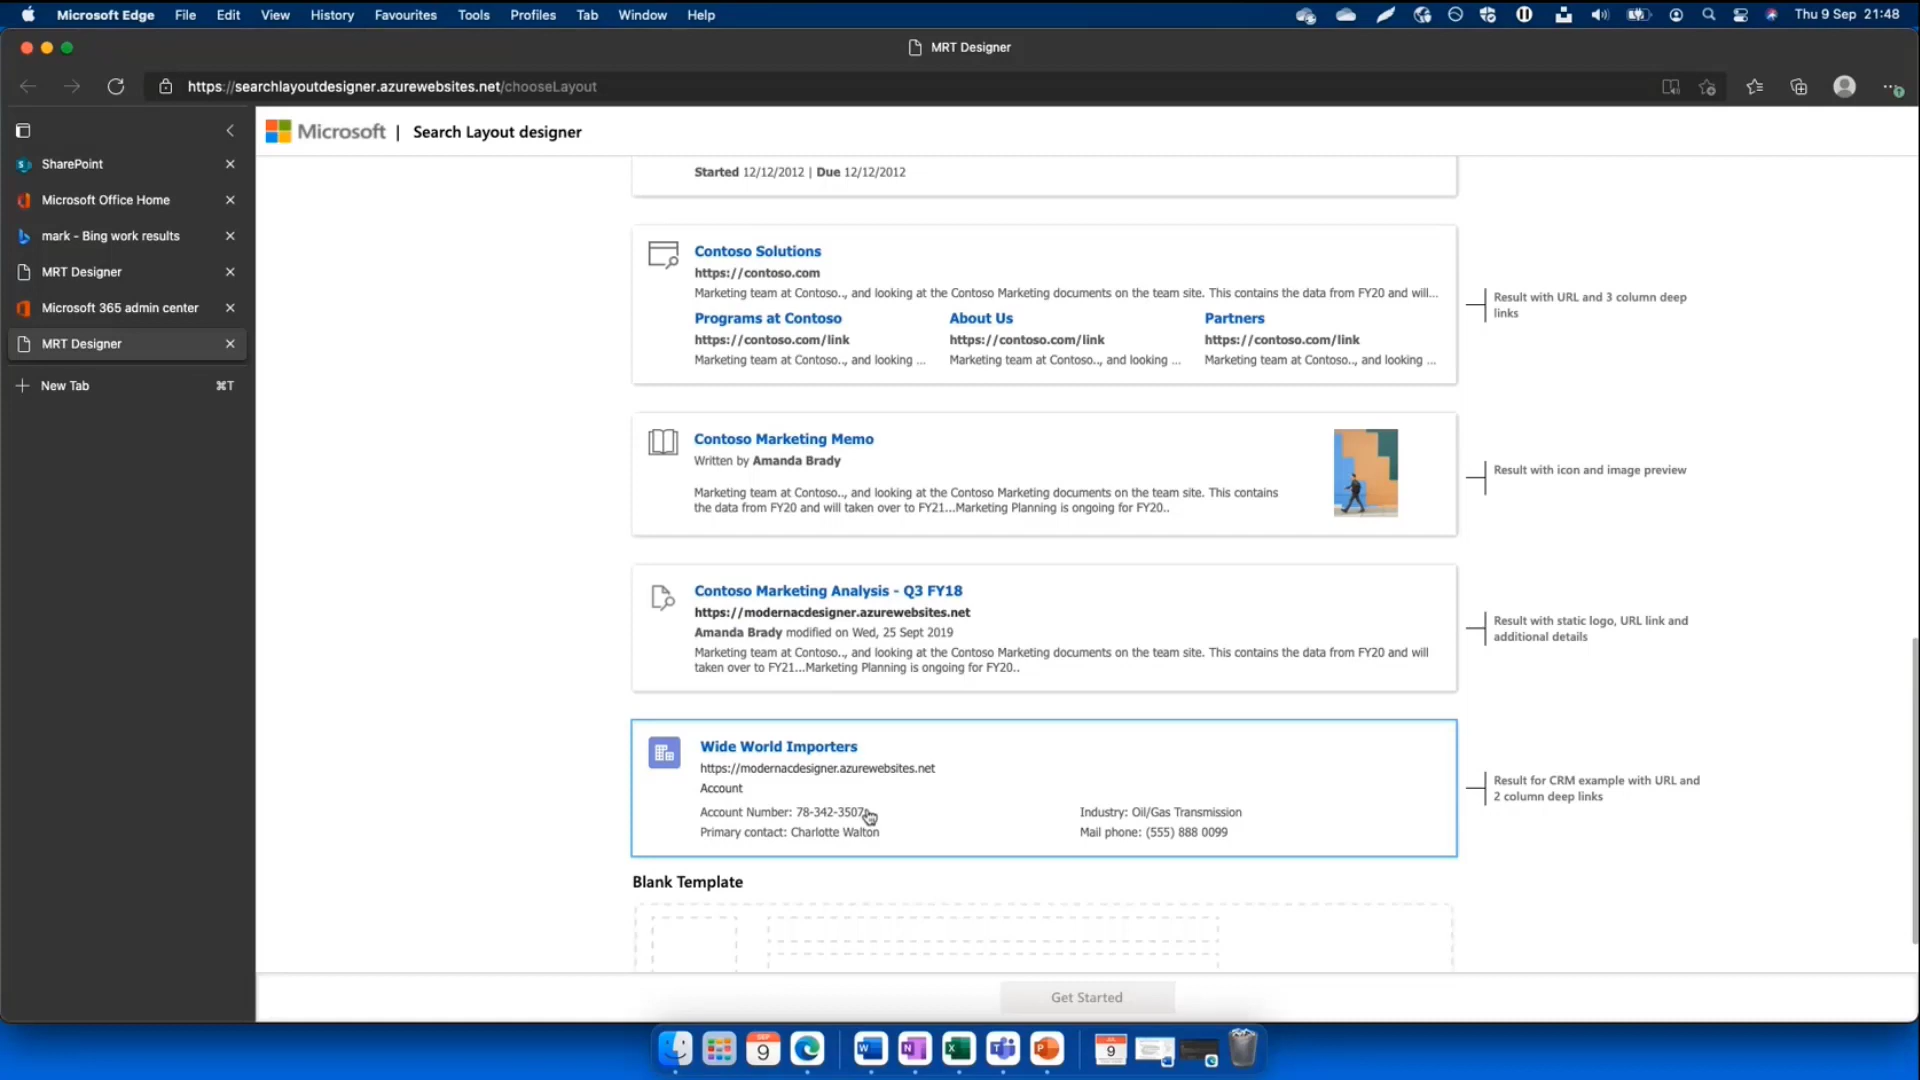 Microsoft Edge File Edit View History Favourites Tools Profiles Tab Window Help Thu 9 Sep 21:48
MRT Designer
https://searchlayoutdesigner.azurewebsites.net/chooseLayout
Microsoft | Search Layout designer
SharePoint
Microsoft Office Home
mark - Bing work results
MRT Designer
Microsoft 365 admin center
MRT Designer
New Tab ⌘T
Started 12/12/2012 | Due 12/12/2012
Contoso Solutions
https://contoso.com
Marketing team at Contoso.., and looking at the Contoso Marketing documents on the team site. This contains the data from FY20 and will...
Programs at Contoso About Us Partners
https://contoso.com/link https://contoso.com/link https://contoso.com/link
Marketing team at Contoso.., and looking ... Marketing team at Contoso.., and looking ... Marketing team at Contoso.., and looking ...
Result with URL and 3 column deep
links
Contoso Marketing Memo
Written by Amanda Brady
Marketing team at Contoso.., and looking at the Contoso Marketing documents on the team site. This contains
the data from FY20 and will taken over to FY21...Marketing Planning is ongoing for FY20..
Result with icon and image preview
Contoso Marketing Analysis - Q3 FY18
https://modernacdesigner.azurewebsites.net
Amanda Brady modified on Wed, 25 Sept 2019
Marketing team at Contoso.., and looking at the Contoso Marketing documents on the team site. This contains the data from FY20 and will
taken over to FY21...Marketing Planning is ongoing for FY20..
Result with static logo, URL link and
additional details
Wide World Importers
https://modernacdesigner.azurewebsites.net
Account
Account Number: 78-342-3507 Industry: Oil/Gas Transmission
Primary contact: Charlotte Walton Mail phone: (555) 888 0099
Result for CRM example with URL and
2 column deep links
Blank Template
Get Started
SEP
9
9